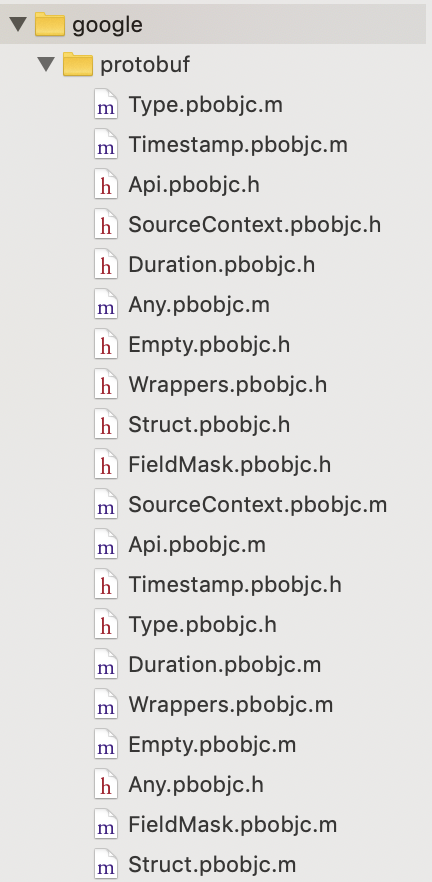 google
protobuf
m Type.pbobjc.m
m Timestamp.pbobjc.m
h Api.pbobjc.h
h SourceContext.pbobjc.h
h Duration.pbobjc.h
m Any.pbobjc.m
h Empty.pbobjc.h
h Wrappers.pbobjc.h
h Struct.pbobjc.h
h FieldMask.pbobjc.h
m SourceContext.pbobjc.m
m Api.pbobjc.m
h Timestamp.pbobjc.h
h Type.pbobjc.h
m Duration.pbobjc.m
m Wrappers.pbobjc.m
m Empty.pbobjc.m
h Any.pbobjc.h
m FieldMask.pbobjc.m
m Struct.pbobjc.m